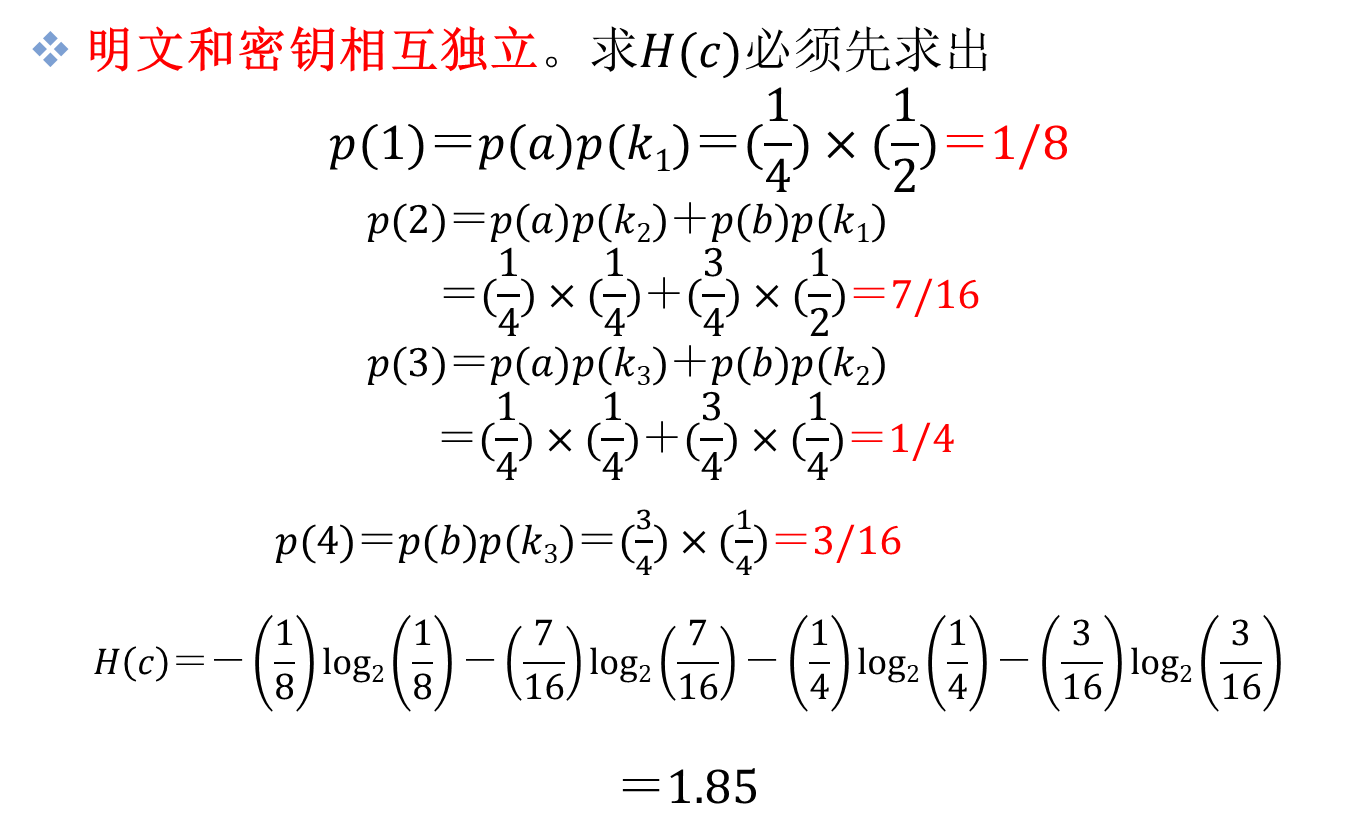 明文和密钥相互独立。求H(c)必须先求出
p(1)=p(a)p(k₁)=(1/4)×(1/2)=1/8
p(2)=p(a)p(k₂)+p(b)p(k₁)
=(1/4)×(1/4)+(3/4)×(1/2)=7/16
p(3)=p(a)p(k₃)+p(b)p(k₂)
=(1/4)×(1/4)+(3/4)×(1/4)=1/4
p(4)=p(b)p(k₃)=(3/4)×(1/4)=3/16
H(c)=-(1/8)log₂(1/8)-(7/16)log₂(7/16)-(1/4)log₂(1/4)-(3/16)log₂(3/16)
=1.85